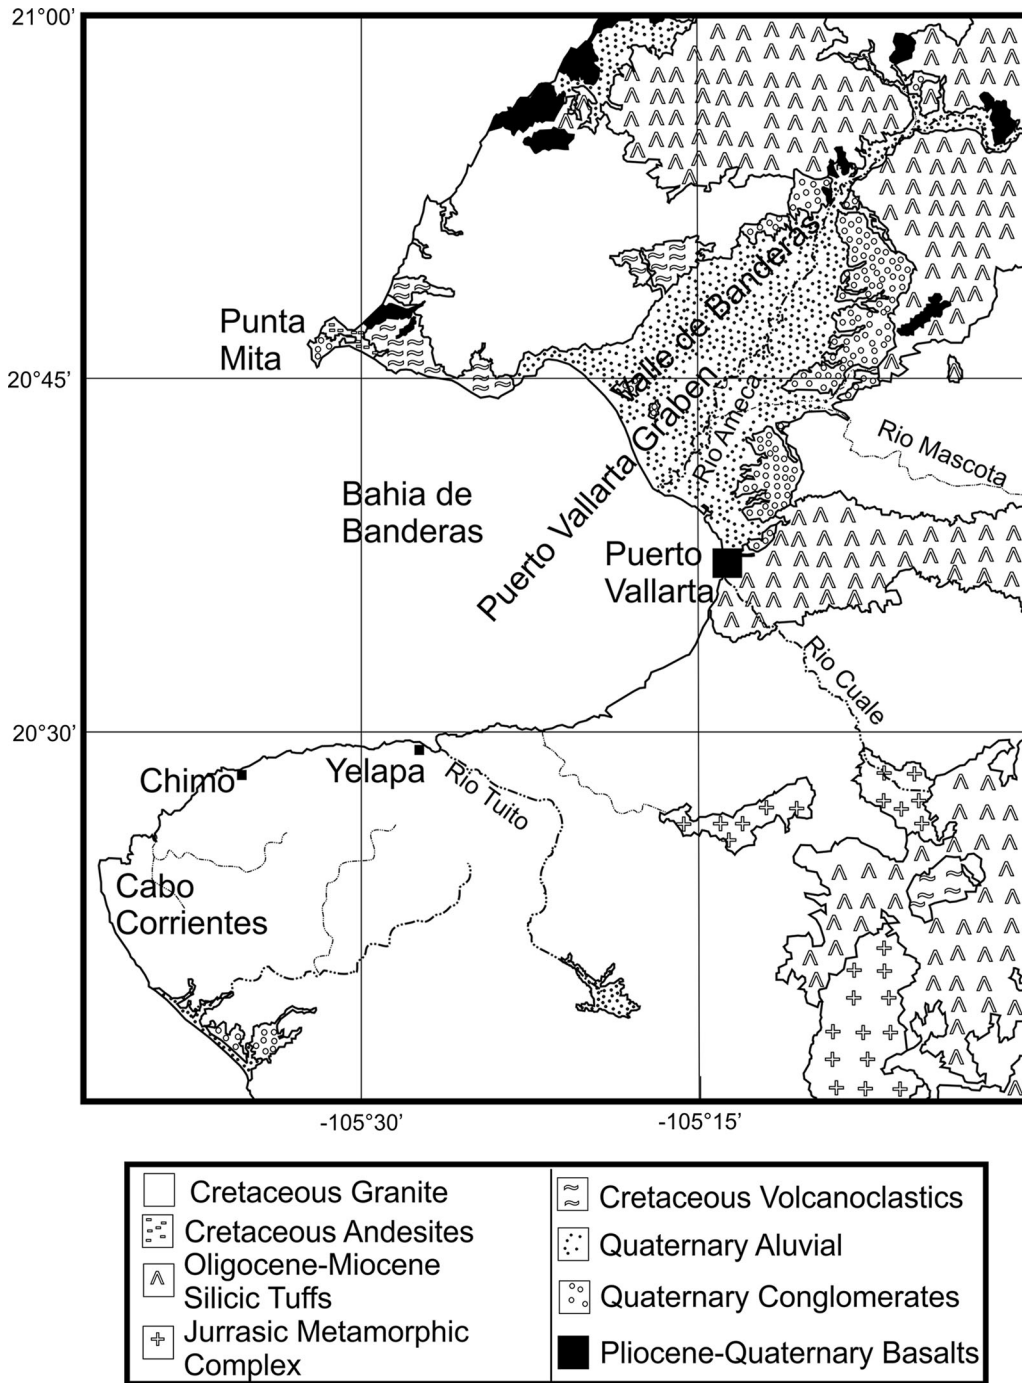 21°00'
Punta
Mita
20°45'
Valle de Banderas
Puerto Vallarta Graben
Rio Ameca
Rio Mascota
Bahia de
Banderas
Puerto
Vallarta
Rio Cuale
20°30'
Chimo
Yelapa
Rio Tuito
Cabo
Corrientes
-105°30'
-105°15'
Cretaceous Granite
Cretaceous Andesites
Oligocene-Miocene
Silicic Tuffs
Jurrasic Metamorphic
Complex
Cretaceous Volcanoclastics
Quaternary Aluvial
Quaternary Conglomerates
Pliocene-Quaternary Basalts